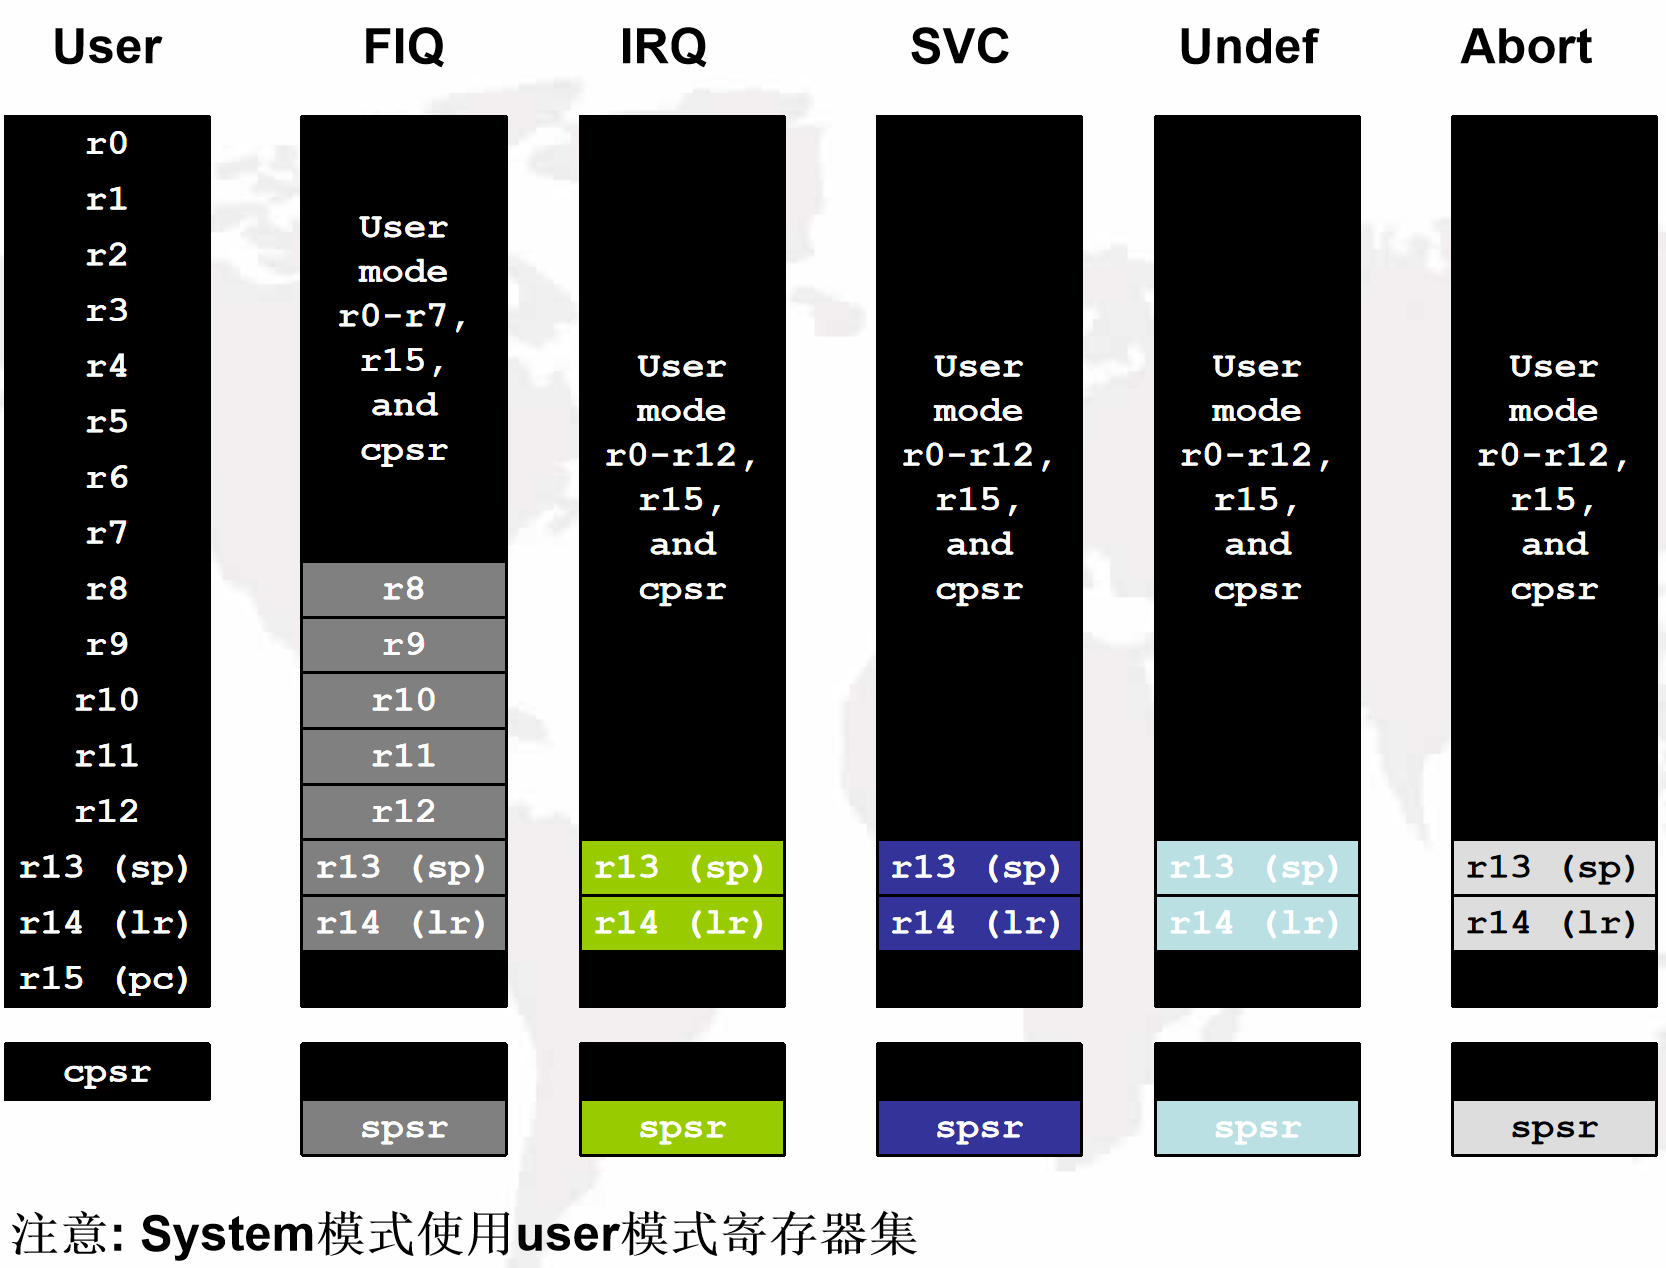 User
FIQ
IRQ
SVC
Undef
Abort
r0
r1
r2
r3
r4
r5
r6
r7
r8
r9
r10
r11
r12
r13 (sp)
r14 (lr)
r15 (pc)
cpsr
User
mode
r0-r7,
r15,
and
cpsr
r8
r9
r10
r11
r12
r13 (sp)
r14 (lr)
spsr
User
mode
r0-r12,
r15,
and
cpsr
r13 (sp)
r14 (lr)
spsr
User
mode
r0-r12,
r15,
and
cpsr
r13 (sp)
r14 (lr)
spsr
User
mode
r0-r12,
r15,
and
cpsr
r13 (sp)
r14 (lr)
spsr
User
mode
r0-r12,
r15,
and
cpsr
r13 (sp)
r14 (lr)
spsr
注意: System模式使用user模式寄存器集